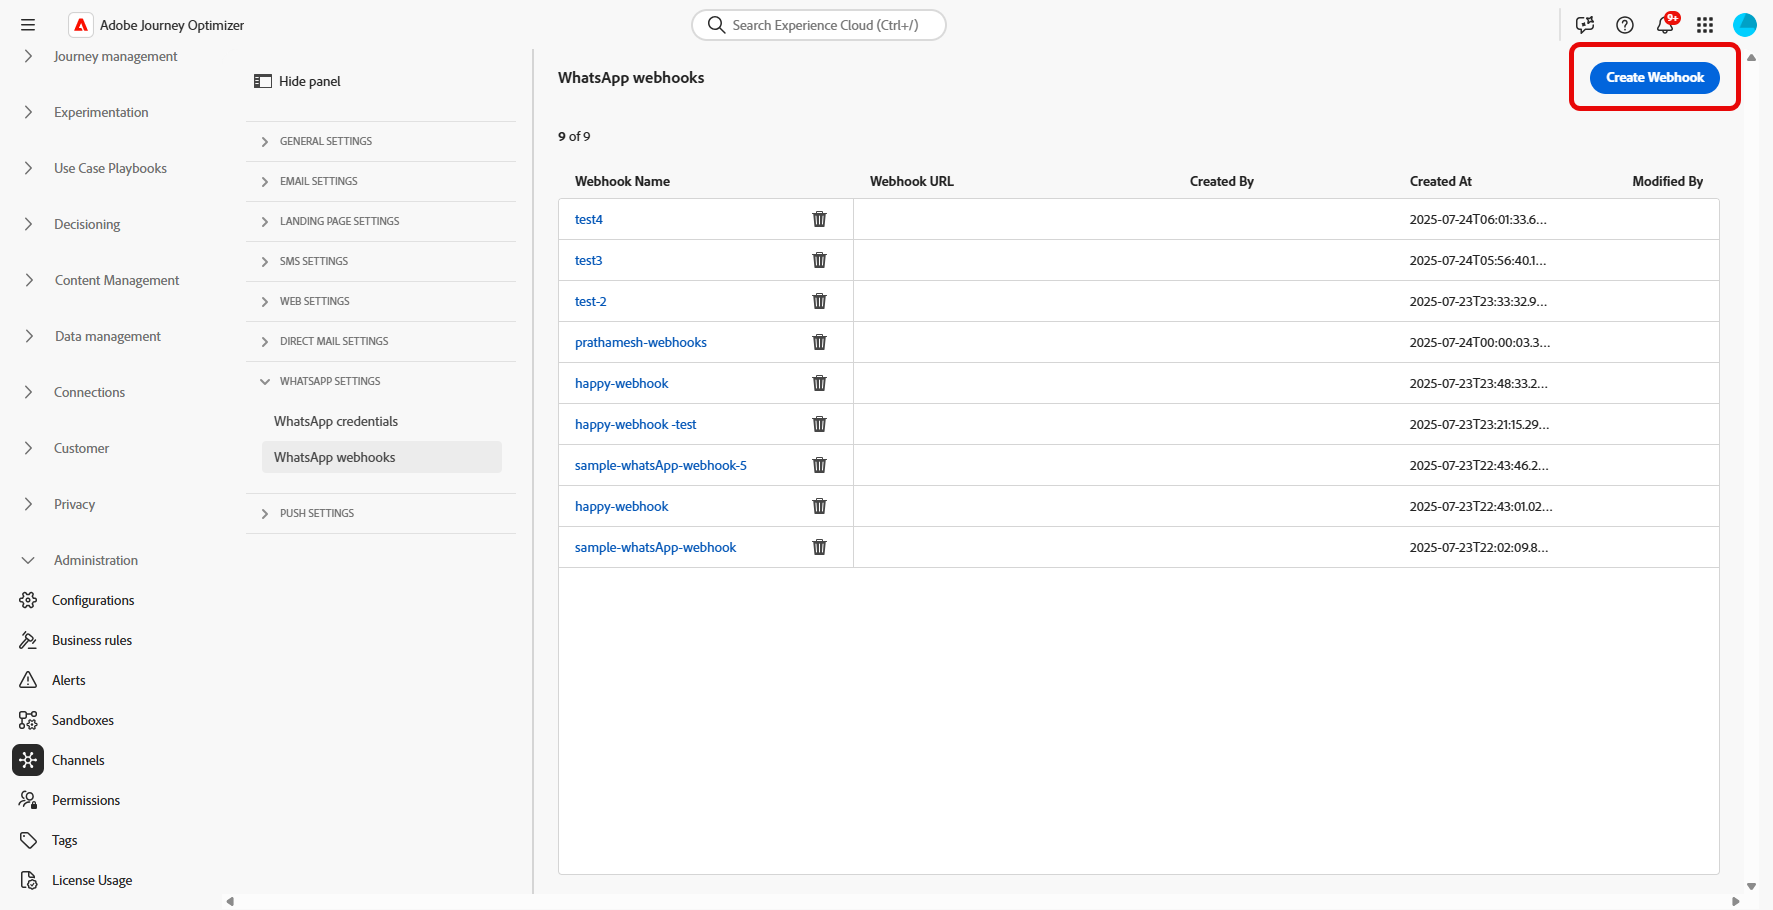 Adobe Journey Optimizer
Search Experience Cloud (Ctrl+/)
9+
Journey management
Experimentation
Use Case Playbooks
Decisioning
Content Management
Data management
Connections
Customer
Privacy
Administration
Configurations
Business rules
Alerts
Sandboxes
Channels
Permissions
Tags
License Usage
Hide panel
GENERAL SETTINGS
EMAIL SETTINGS
LANDING PAGE SETTINGS
SMS SETTINGS
WEB SETTINGS
DIRECT MAIL SETTINGS
WHATSAPP SETTINGS
WhatsApp credentials
WhatsApp webhooks
PUSH SETTINGS
WhatsApp webhooks
Create Webhook
9 of 9
Webhook Name Webhook URL Created By Created At Modified By
test4 2025-07-24T06:01:33.6...
test3 2025-07-24T05:56:40.1...
test-2 2025-07-23T23:33:32.9...
prathamesh-webhooks 2025-07-24T00:00:03.3...
happy-webhook 2025-07-23T23:48:33.2...
happy-webhook -test 2025-07-23T23:21:15.29...
sample-whatsApp-webhook-5 2025-07-23T22:43:46.2...
happy-webhook 2025-07-23T22:43:01.02...
sample-whatsApp-webhook 2025-07-23T22:02:09.8...